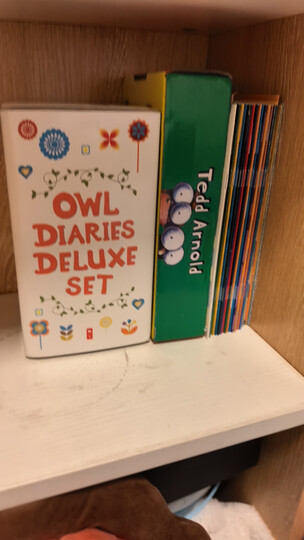 OWL
DIARIES
DELUXE
SET
Tedd Arnold